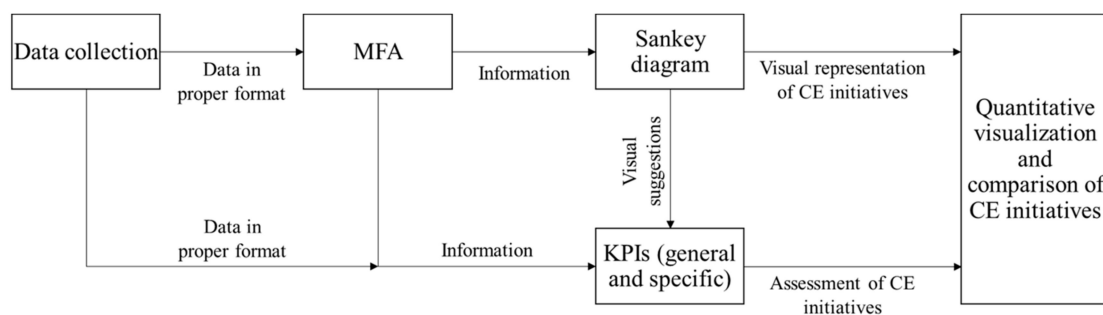 Data collection
Data in
proper format
MFA
Information
Sankey
diagram
Visual representation
of CE initiatives
Visual
suggestions
Quantitative
visualization
and
comparison of
CE initiatives
Data in
proper format
Information
KPIs (general
and specific)
Assessment of CE
initiatives